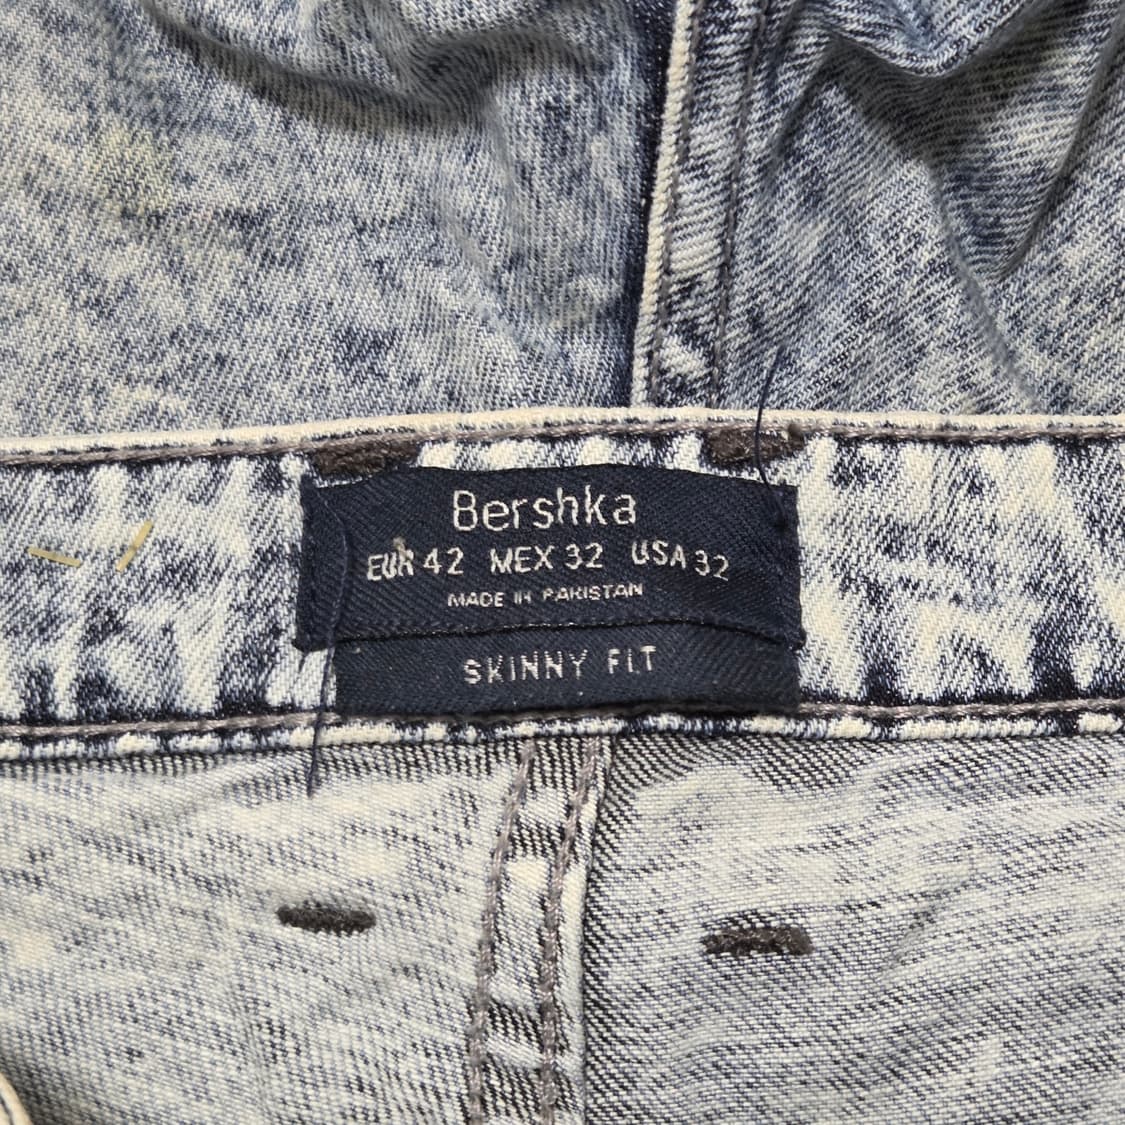 Bershka
EUR 42 MEX 32 USA 32
MADE IN PAKISTAN
SKINNY FIT